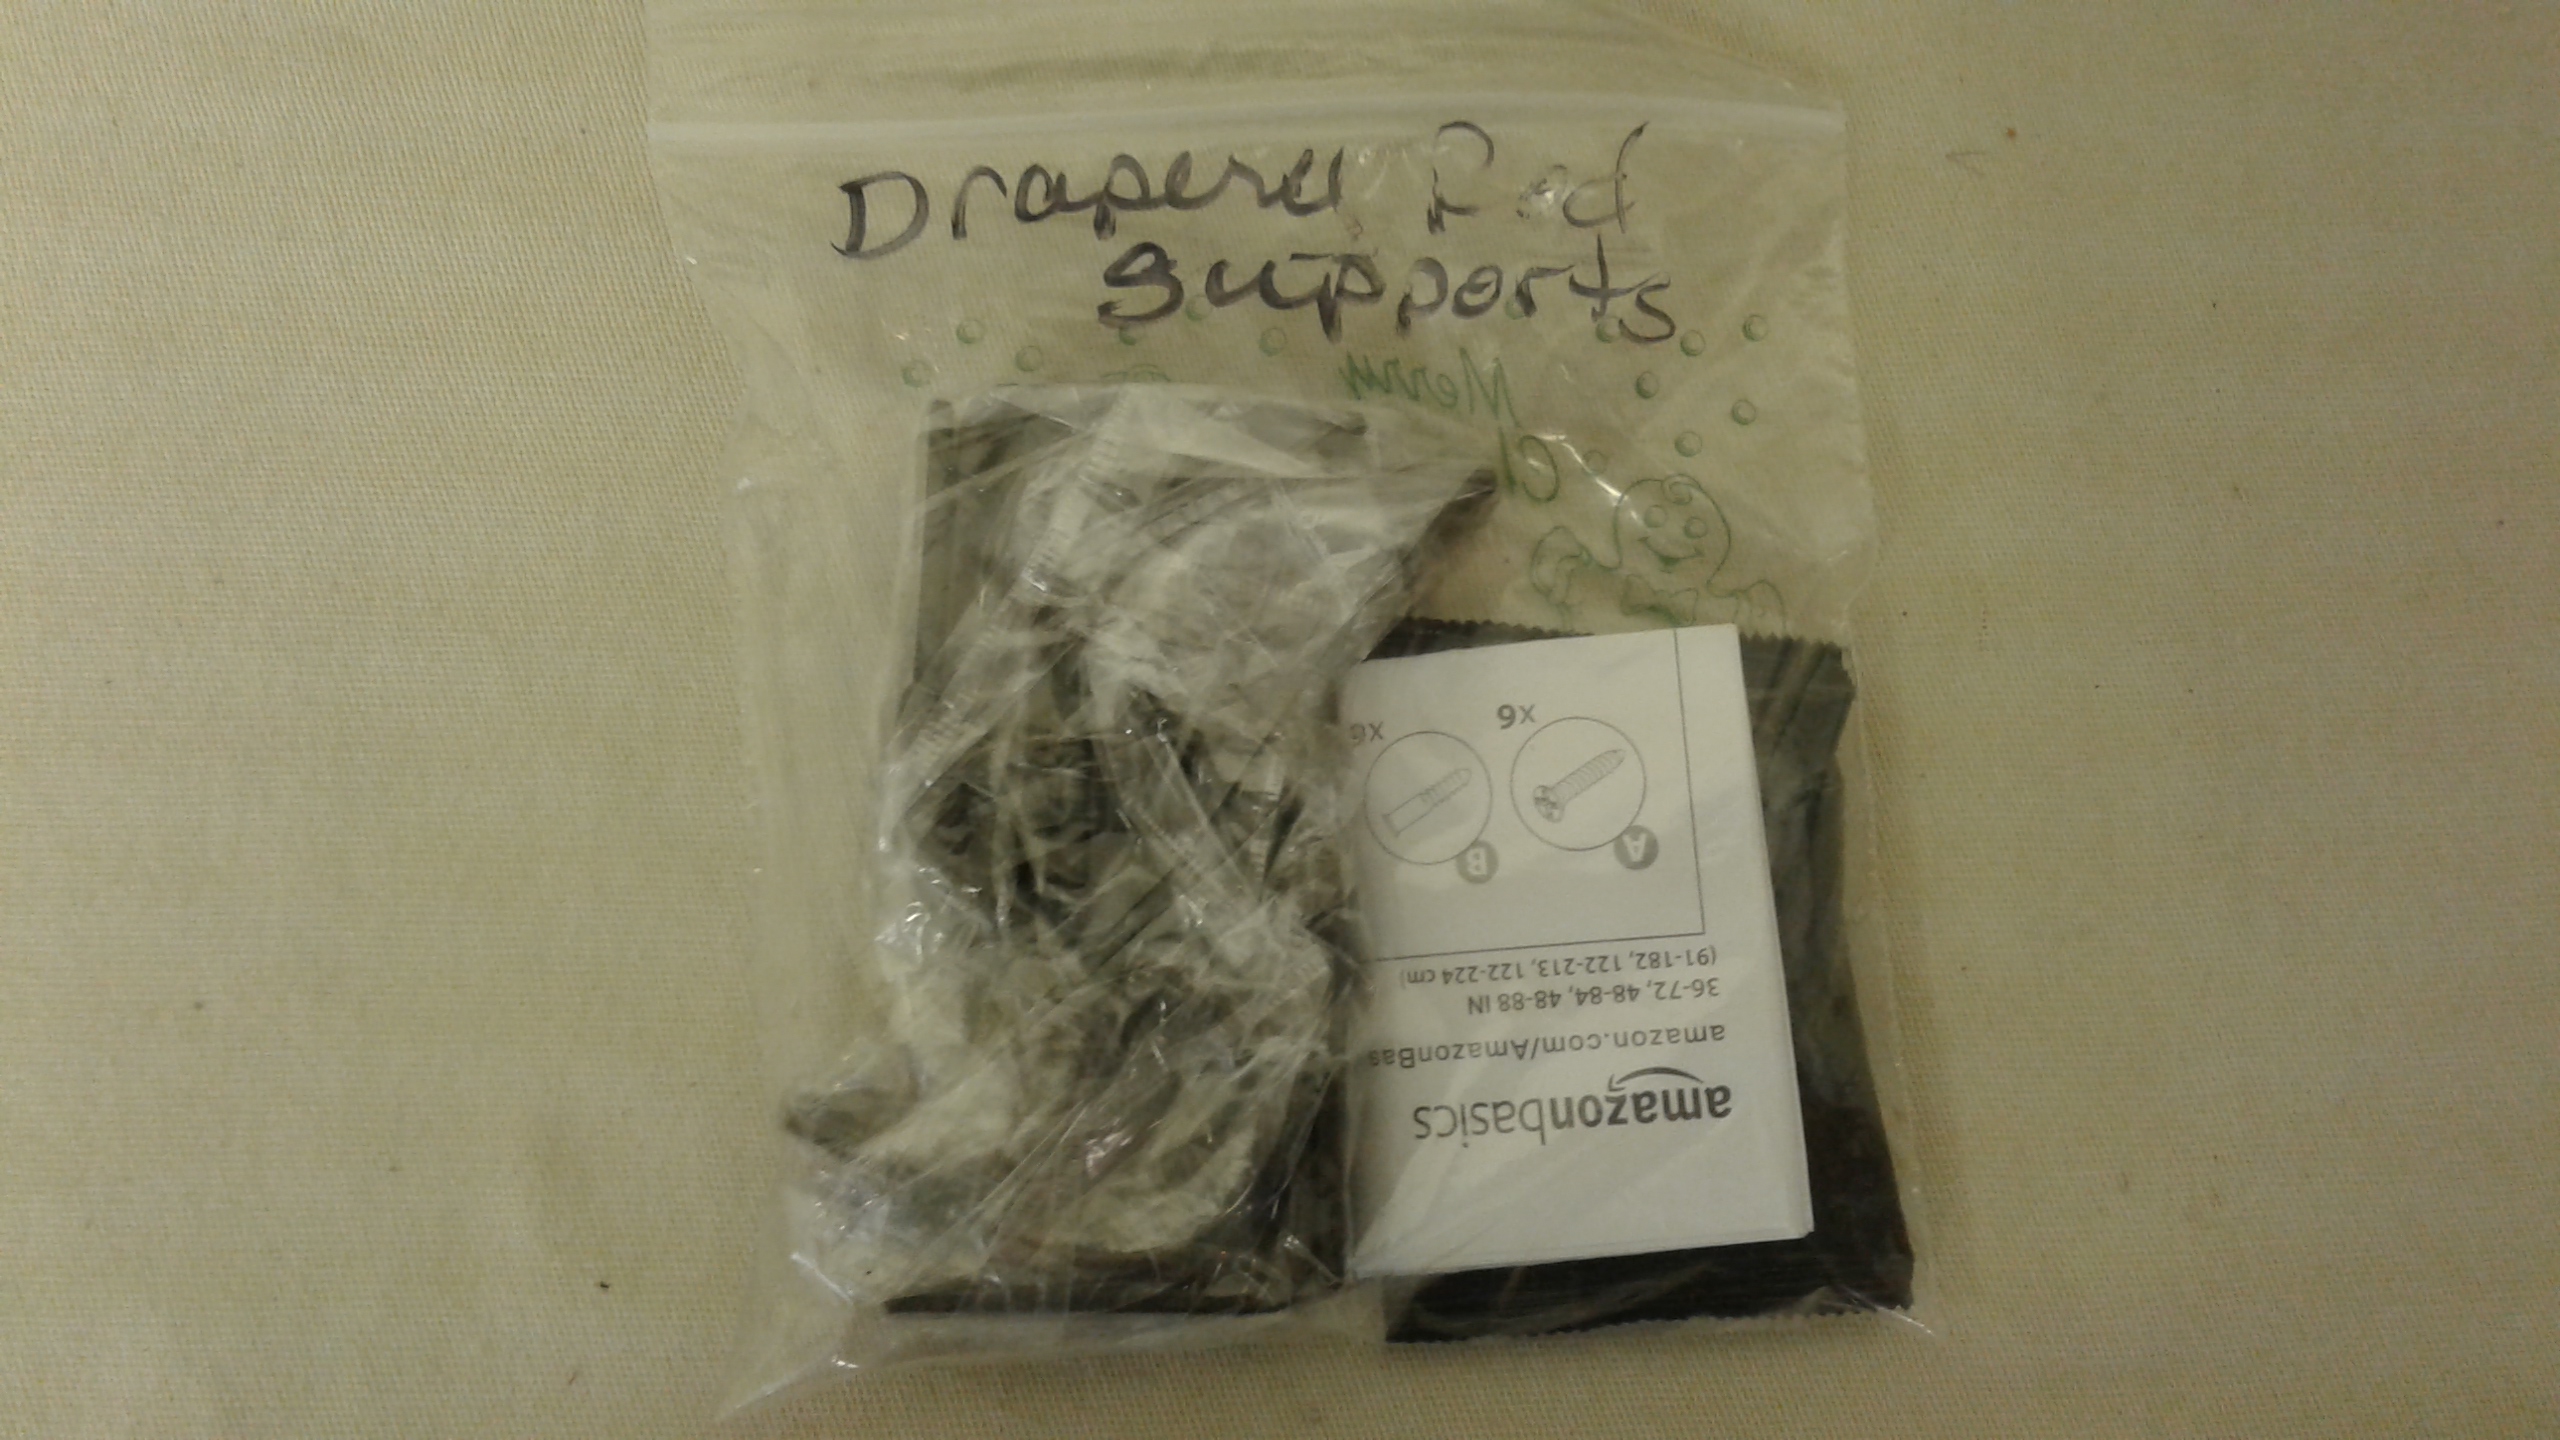 Drapery Rod
Supports
Merry
Ch
amazonbasics
amazon.com/AmazonBas
36-72, 48-84, 48-88 IN
(91-182, 122-213, 122-224 cm)
A
B
x6
x6